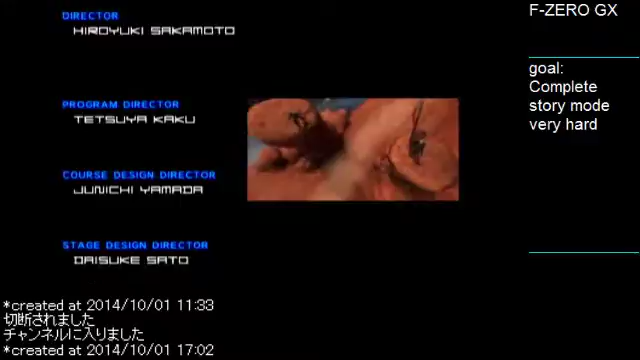 DIRECTOR
HIROYUKI SAKAMOTO
PROGRAM DIRECTOR
TETSUYA KAKU
COURSE DESIGN DIRECTOR
JUNICHI YAMADA
STAGE DESIGN DIRECTOR
DAISUKE SATO
*created at 2014/10/01 11:33
切断されました
チャンネルに入りました
*created at 2014/10/01 17:02
F-ZERO GX
goal:
Complete
story mode
very hard